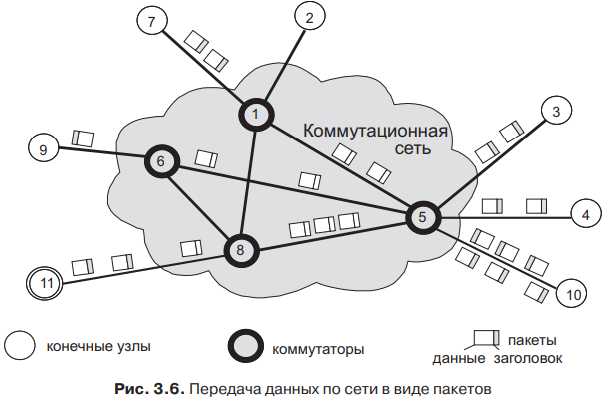 7
2
1
3
Коммутационная
сеть
9
6
5
4
8
11
10
конечные узлы
коммутаторы
пакеты
данные заголовок
Рис. 3.6. Передача данных по сети в виде пакетов